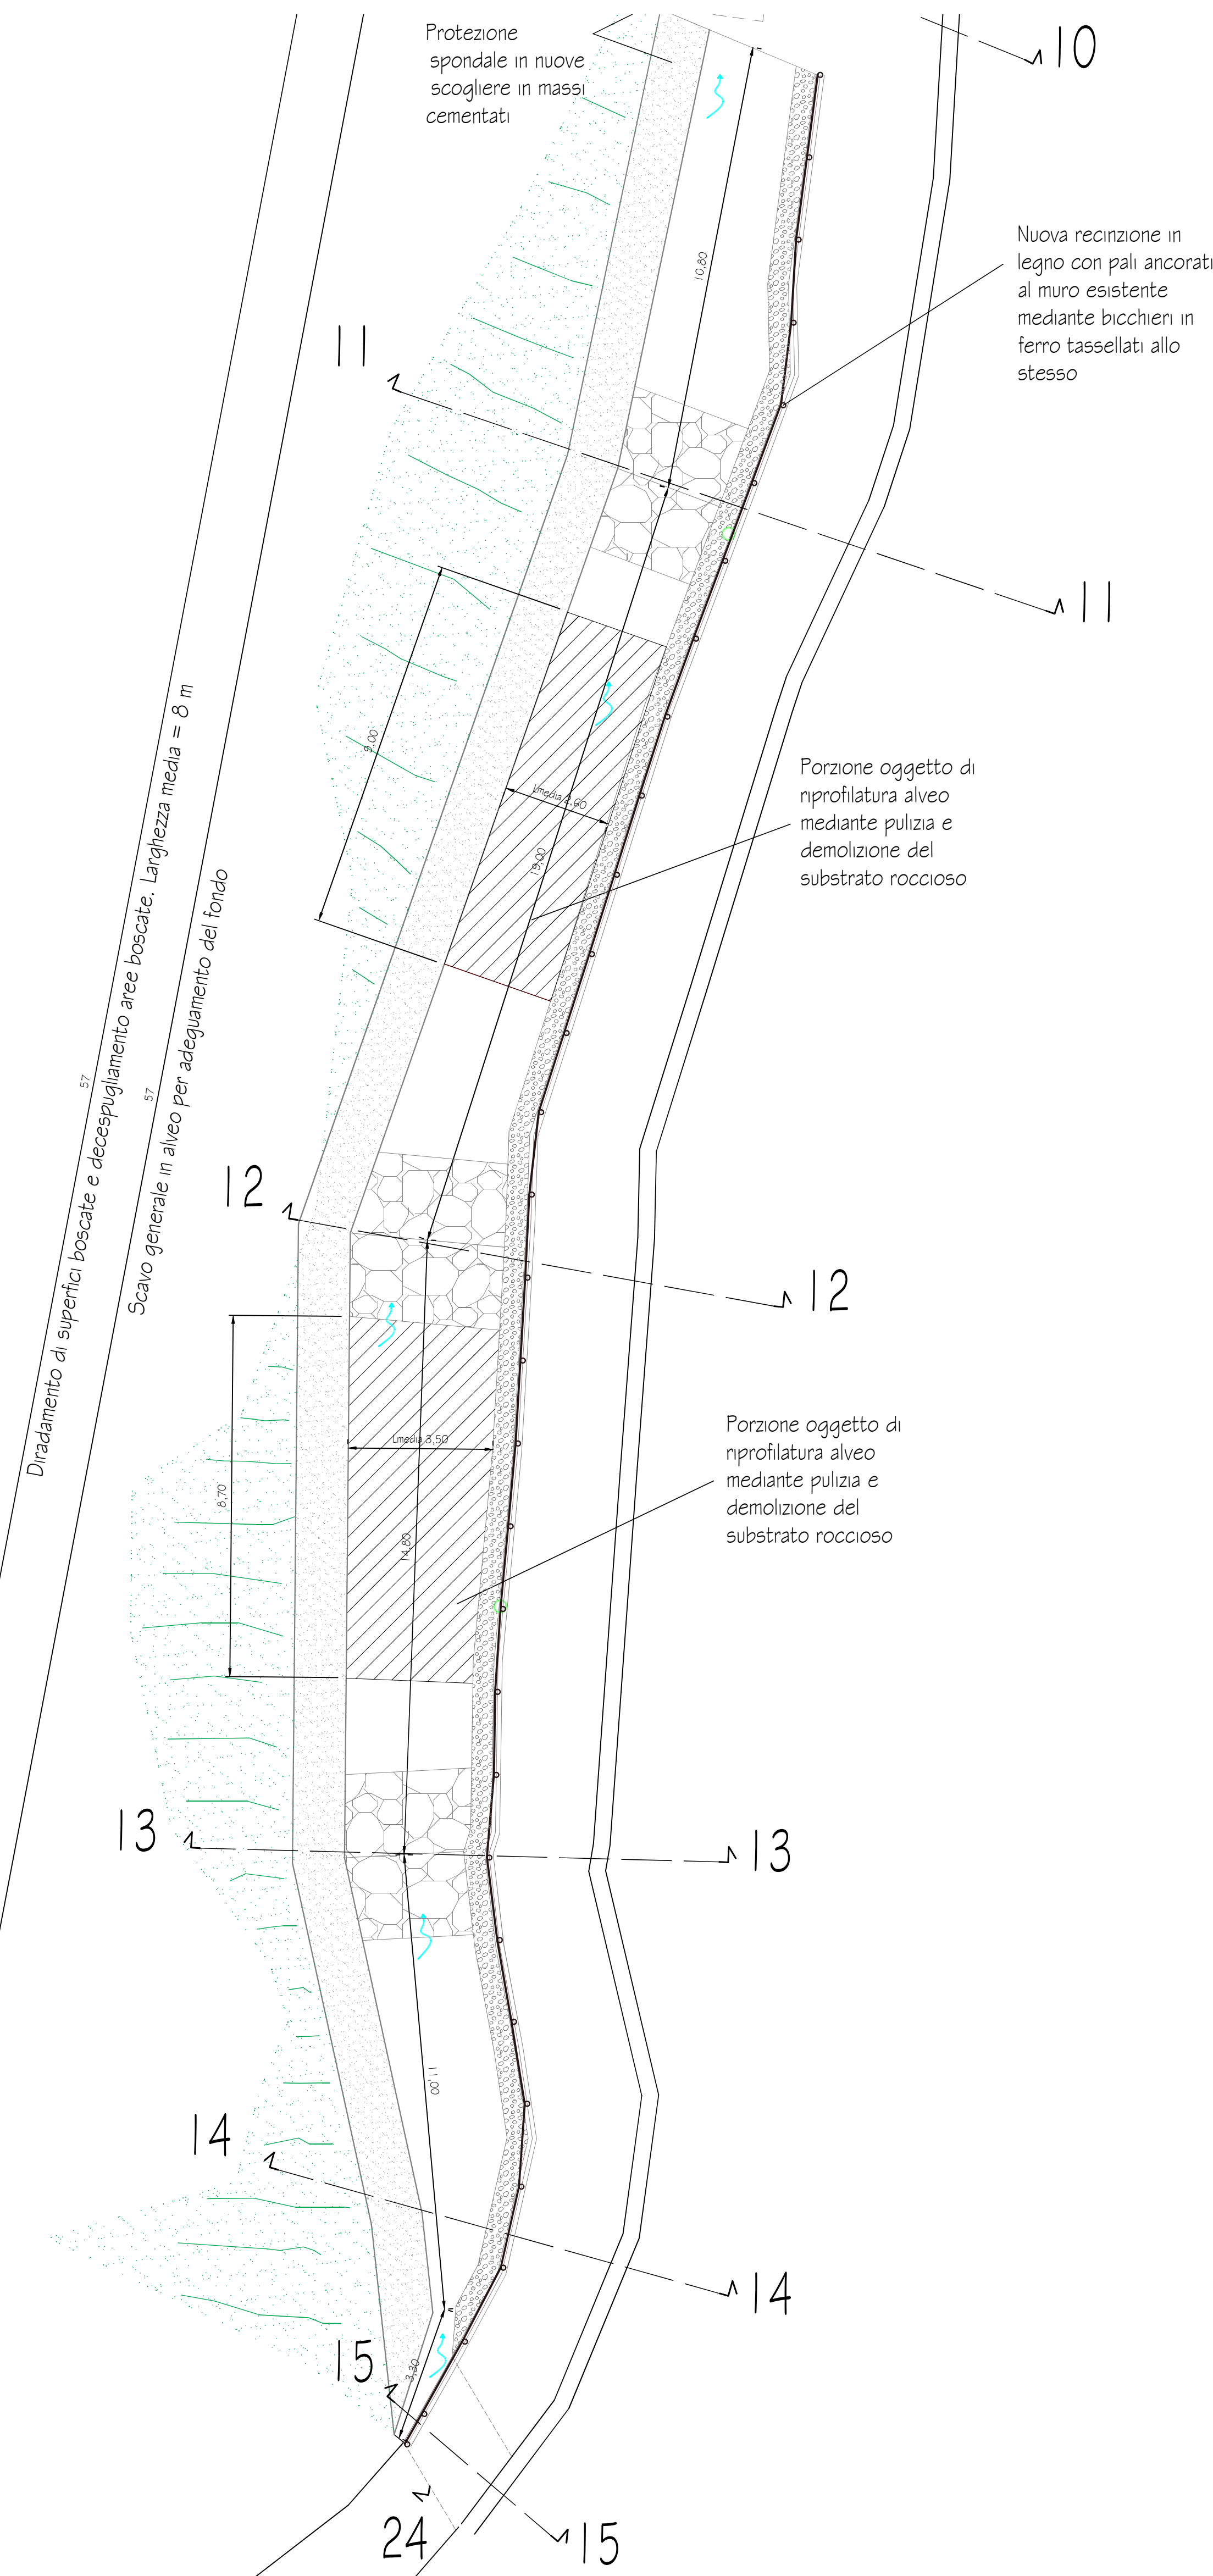 Protezione
spondale in nuove
scogliere in massi
cementati
10
Nuova recinzione in
legno con pali ancorati
al muro esistente
mediante bicchieri in
ferro tassellati allo
stesso
10,80
11
11
9,00
Lmedia 2,60
19,00
Porzione oggetto di
riprofilatura alveo
mediante pulizia e
demolizione del
substrato roccioso
Diradamento di superfici boscate e decespugliamento aree boscate. Larghezza media = 8 m
57
Scavo generale in alveo per adeguamento del fondo
57
12
12
Lmedia 3,50
8,70
14,80
Porzione oggetto di
riprofilatura alveo
mediante pulizia e
demolizione del
substrato roccioso
13
13
11,00
14
14
15
3,30
24
15